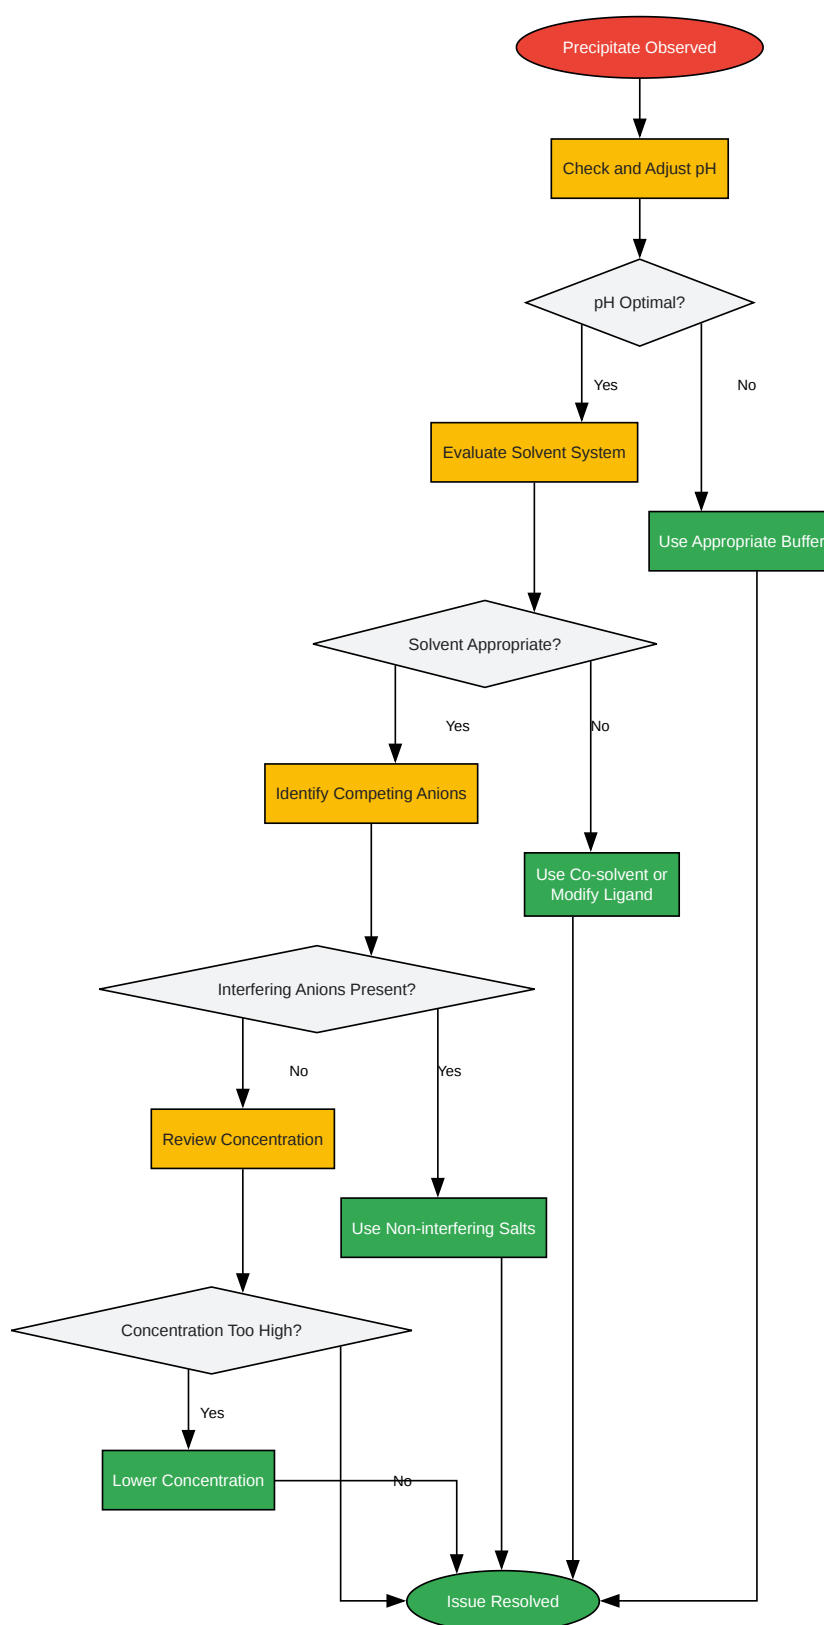 Precipitate Observed
Check and Adjust pH
pH Optimal?
Yes
No
Evaluate Solvent System
Use Appropriate Buffer
Solvent Appropriate?
Yes
No
Identify Competing Anions
Use Co-solvent or
Modify Ligand
Interfering Anions Present?
No
Yes
Review Concentration
Use Non-interfering Salts
Concentration Too High?
Yes
Lower Concentration
No
Issue Resolved